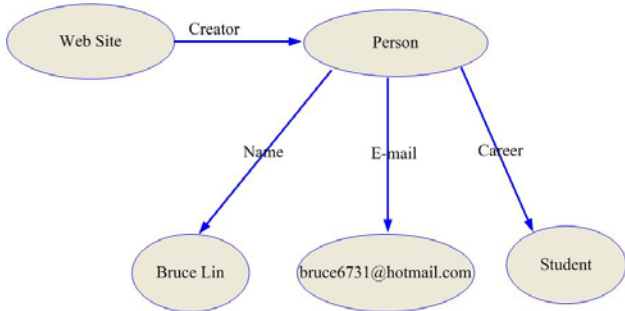 Web Site
Creator
Person
Name
E-mail
Career
Bruce Lin
bruce6731@hotmail.com
Student